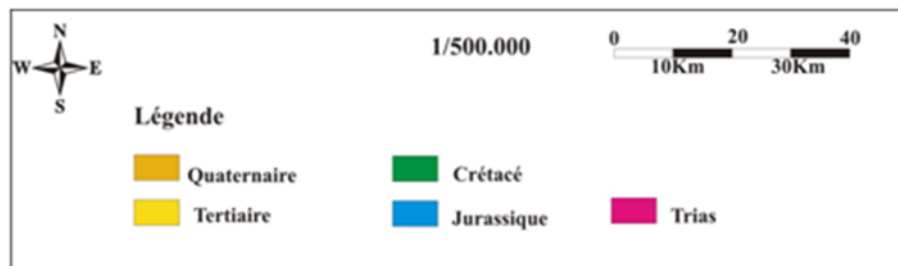 N
W E
S
1/500.000
0 20 40
10Km 30Km
Légende
Quaternaire Crétacé
Tertiaire Jurassique Trias